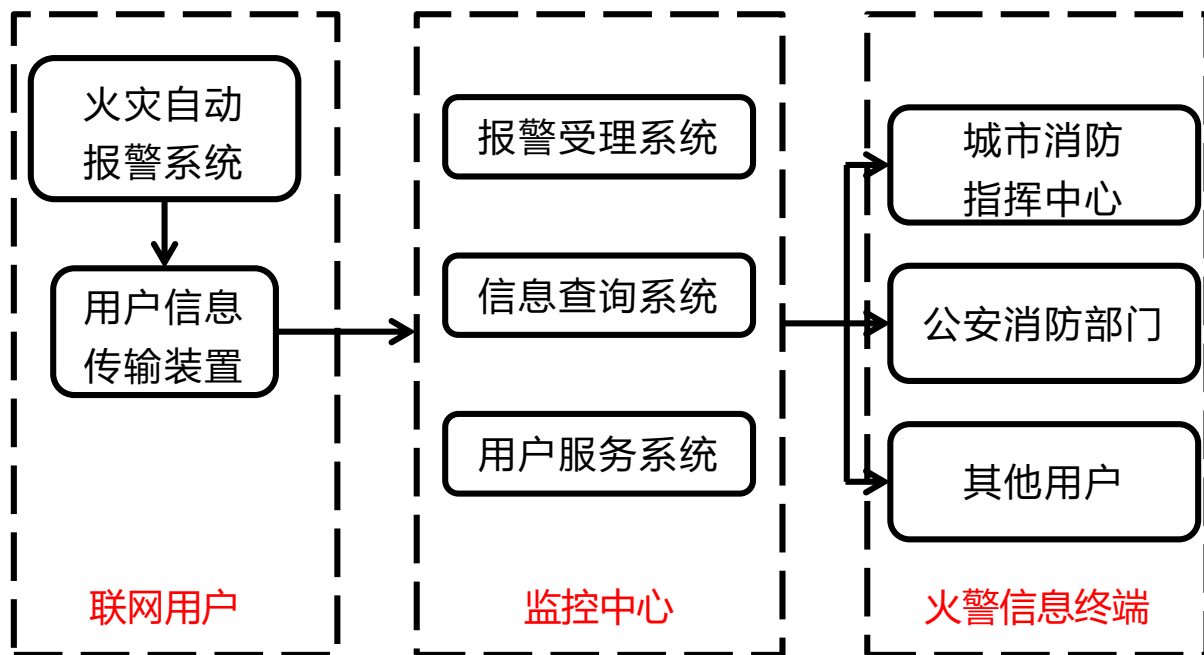 火灾自动
报警系统
用户信息
传输装置
联网用户
报警受理系统
信息查询系统
用户服务系统
监控中心
城市消防
指挥中心
公安消防部门
其他用户
火警信息终端